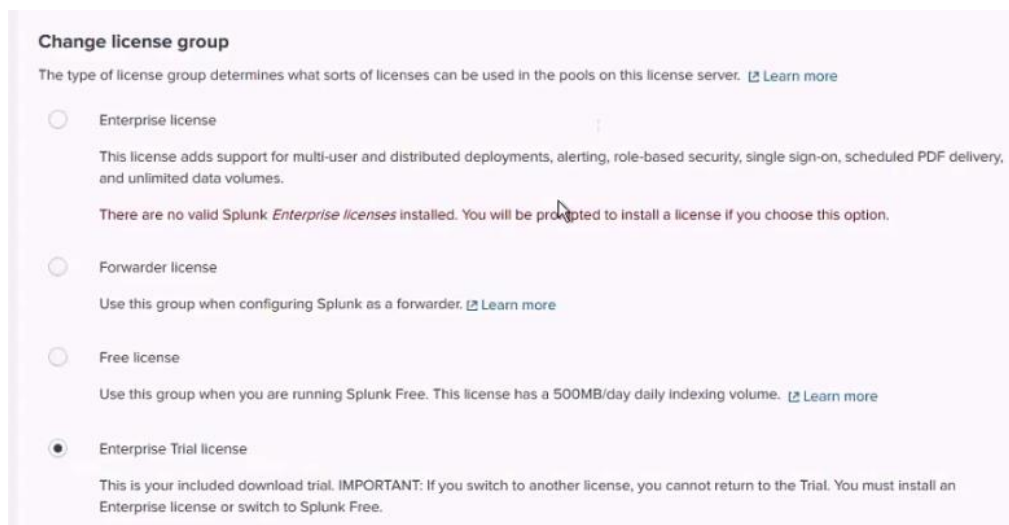 Change license group
The type of license group determines what sorts of licenses can be used in the pools on this license server. Learn more
Enterprise license
This license adds support for multi-user and distributed deployments, alerting, role-based security, single sign-on, scheduled PDF delivery,
and unlimited data volumes.
There are no valid Splunk Enterprise licenses installed. You will be prompted to install a license if you choose this option.
Forwarder license
Use this group when configuring Splunk as a forwarder. Learn more
Free license
Use this group when you are running Splunk Free. This license has a 500MB/day daily indexing volume. Learn more
Enterprise Trial license
This is your included download trial. IMPORTANT: If you switch to another license, you cannot return to the Trial. You must install an
Enterprise license or switch to Splunk Free.